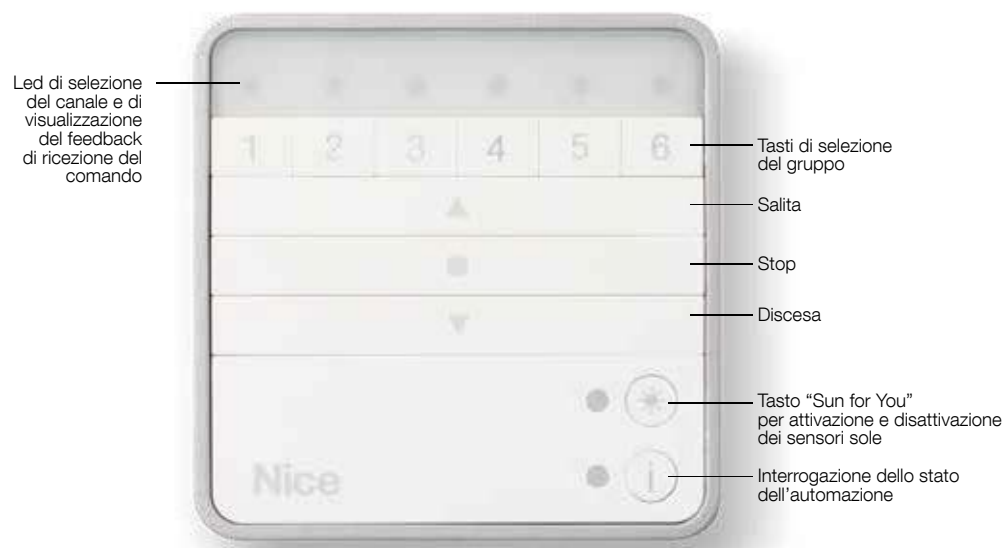 Led di selezione
del canale e di
visualizzazione
del feedback
di ricezione del
comando
1 2 3 4 5 6
Tasti di selezione
del gruppo
Salita
Stop
Discesa
Tasto “Sun for You”
per attivazione e disattivazione
dei sensori sole
i
Interrogazione dello stato
dell’automazione
Nice